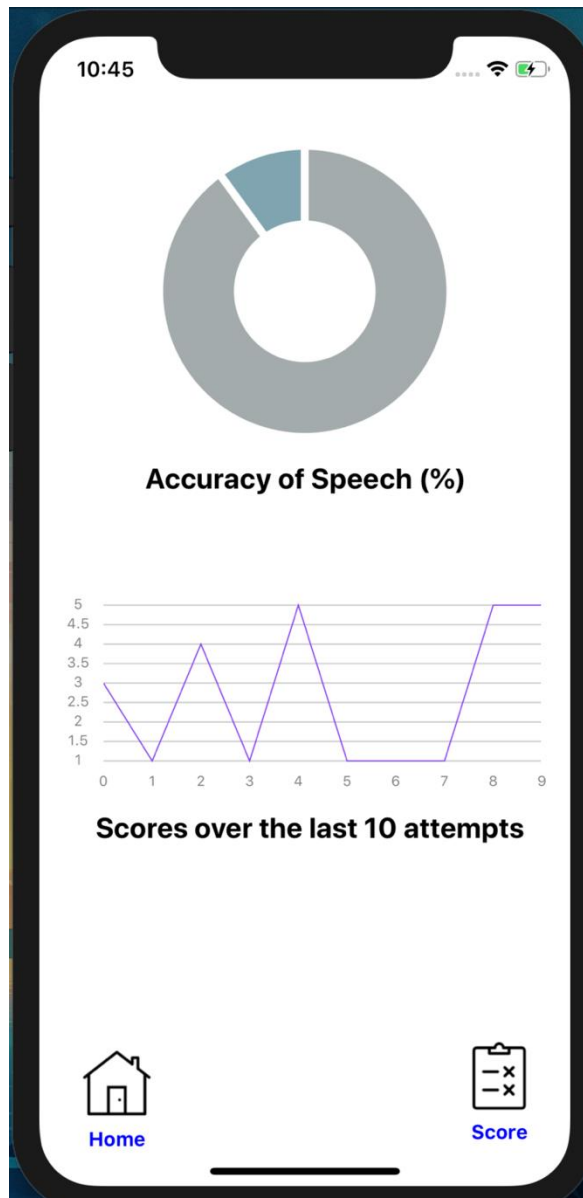 10:45
Accuracy of Speech (%)
5
4.5
4
3.5
3
2.5
2
1.5
1
0 1 2 3 4 5 6 7 8 9
Scores over the last 10 attempts
Home Score